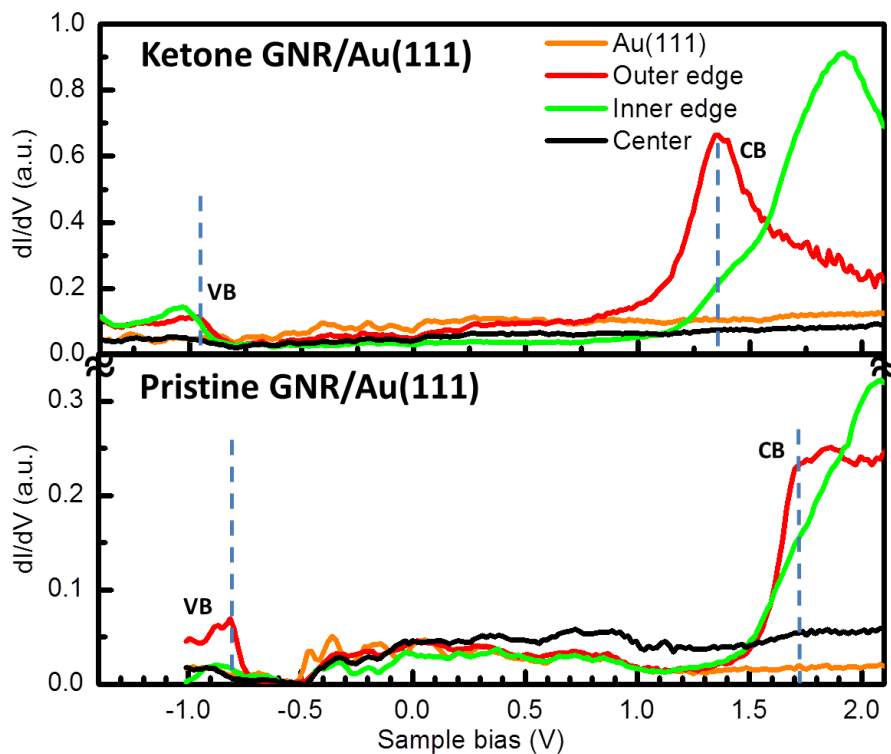 Ketone GNR/Au(111)
Au(111)
Outer edge
Inner edge
Center
1.0
0.8
0.6
0.4
0.2
0.0
dI/dV (a.u.)
VB
CB
Pristine GNR/Au(111)
0.3
0.2
0.1
0.0
dI/dV (a.u.)
VB
CB
-1.0 -0.5 0.0 0.5 1.0 1.5 2.0
Sample bias (V)